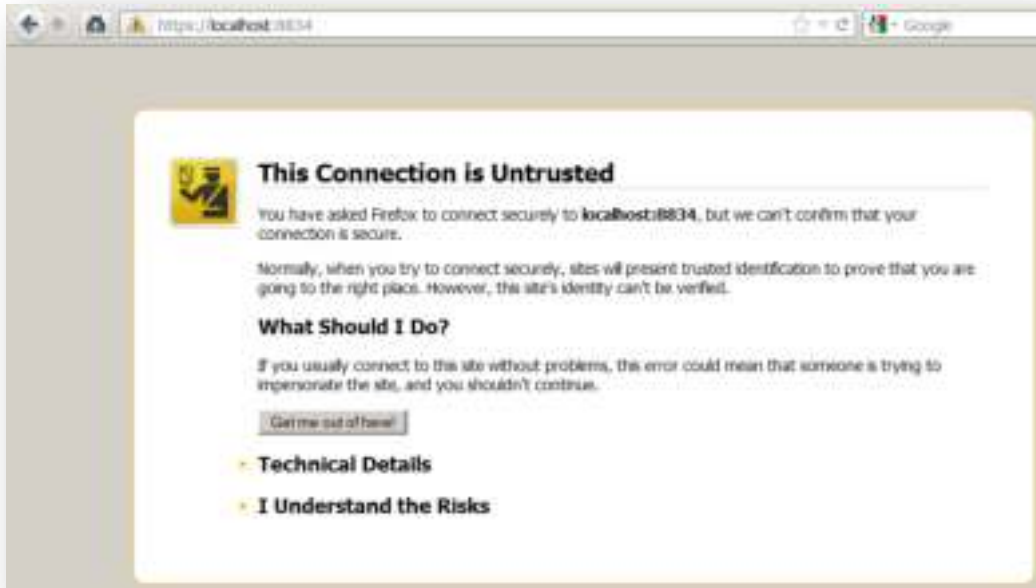 https://localhost:8834
Google
This Connection is Untrusted
You have asked Firefox to connect securely to localhost:8834, but we can't confirm that your
connection is secure.
Normally, when you try to connect securely, sites will present trusted identification to prove that you are
going to the right place. However, this site's identity can't be verified.
What Should I Do?
If you usually connect to this site without problems, this error could mean that someone is trying to
impersonate the site, and you shouldn't continue.
Get me out of here!
Technical Details
I Understand the Risks